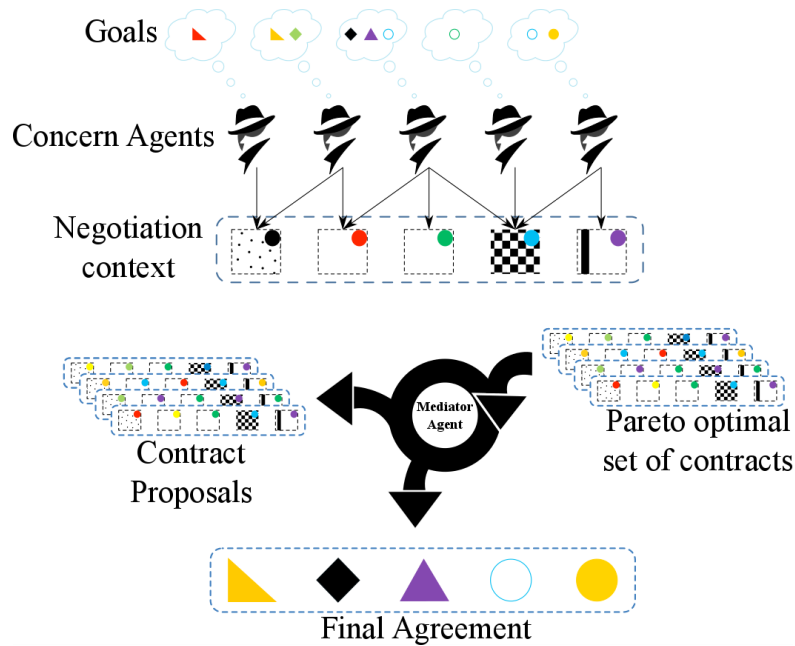 Goals
Concern Agents
Negotiation
context
Mediator
Agent
Contract
Proposals
Pareto optimal
set of contracts
Final Agreement